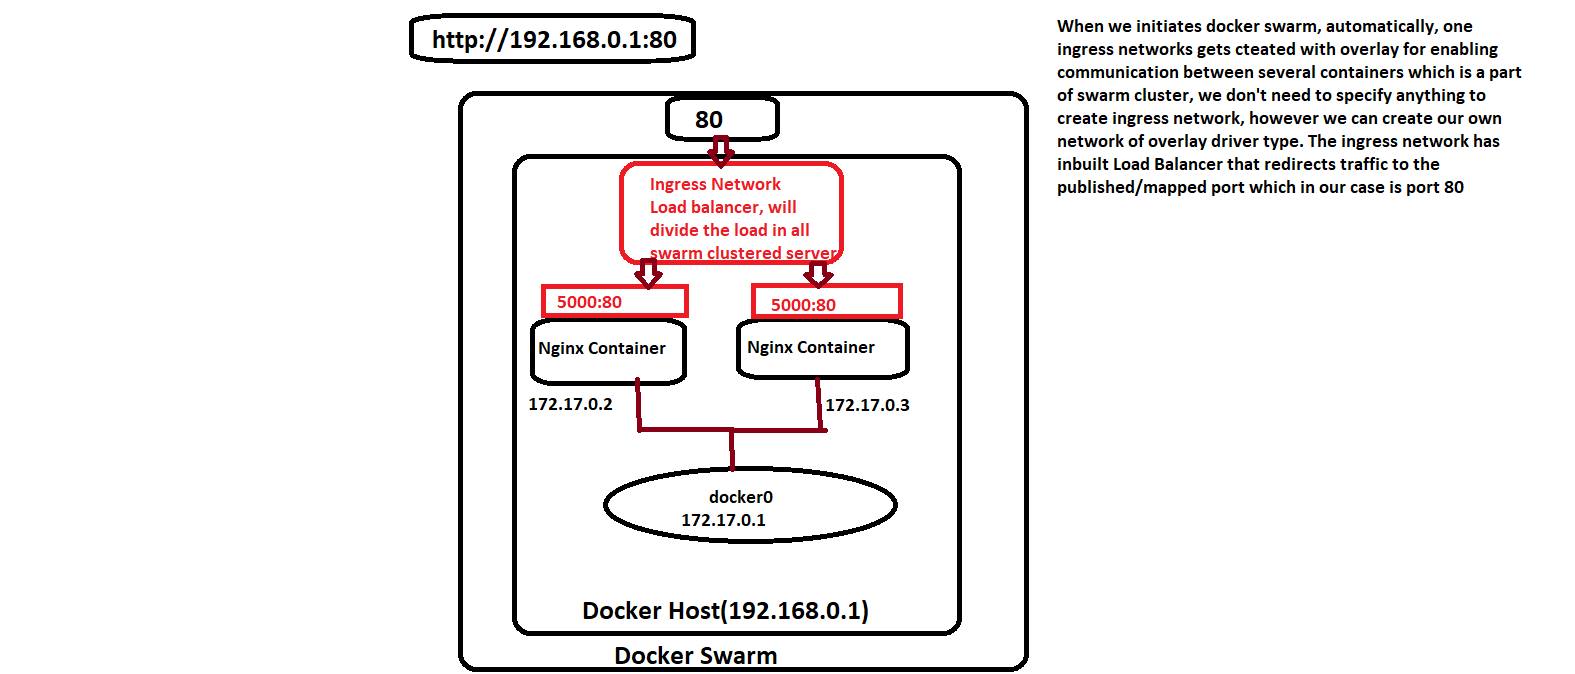 http://192.168.0.1:80
When we initiates docker swarm, automatically, one
ingress networks gets cteated with overlay for enabling
communication between several containers which is a part
of swarm cluster, we don't need to specify anything to
create ingress network, however we can create our own
network of overlay driver type. The ingress network has
inbuilt Load Balancer that redirects traffic to the
published/mapped port which in our case is port 80
80
Ingress Network
Load balancer, will
divide the load in all
swarm clustered server
5000:80
5000:80
Nginx Container
Nginx Container
172.17.0.2
172.17.0.3
docker0
172.17.0.1
Docker Host(192.168.0.1)
Docker Swarm